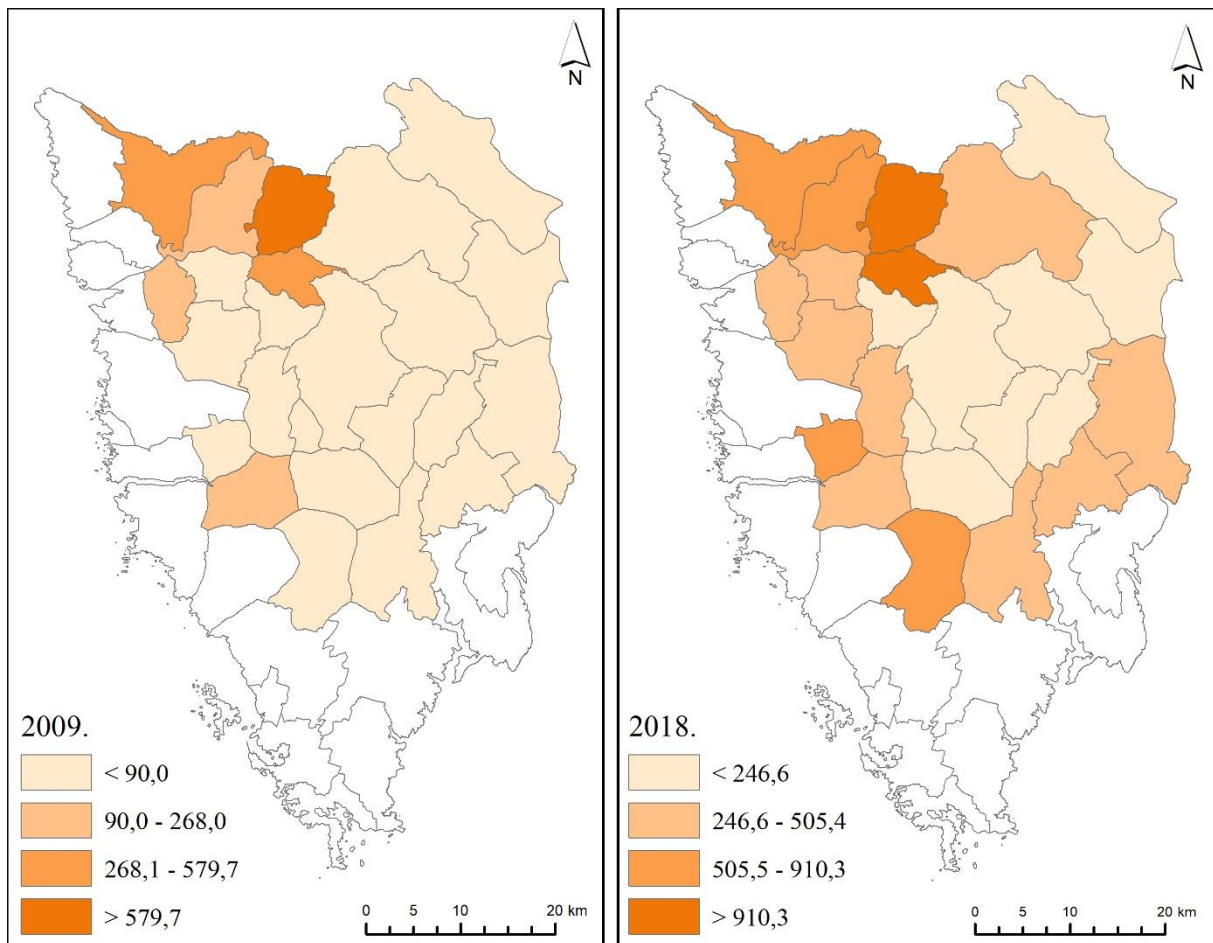 N
2009.
< 90,0
90,0 - 268,0
268,1 - 579,7
> 579,7
0 5 10 20 km
N
2018.
< 246,6
246,6 - 505,4
505,5 - 910,3
> 910,3
0 5 10 20 km